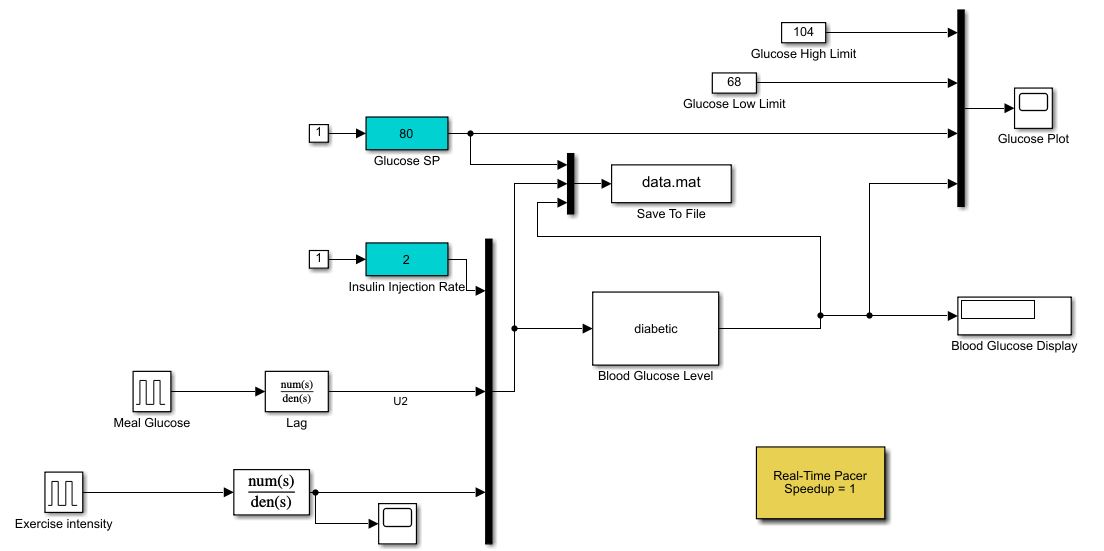 104
Glucose High Limit
68
Glucose Low Limit
Glucose Plot
1
80
Glucose SP
data.mat
Save To File
1
2
Insulin Injection Rate
diabetic
Blood Glucose Level
Blood Glucose Display
Meal Glucose
num(s)
den(s)
Lag
U2
Exercise intensity
num(s)
den(s)
Real-Time Pacer
Speedup = 1